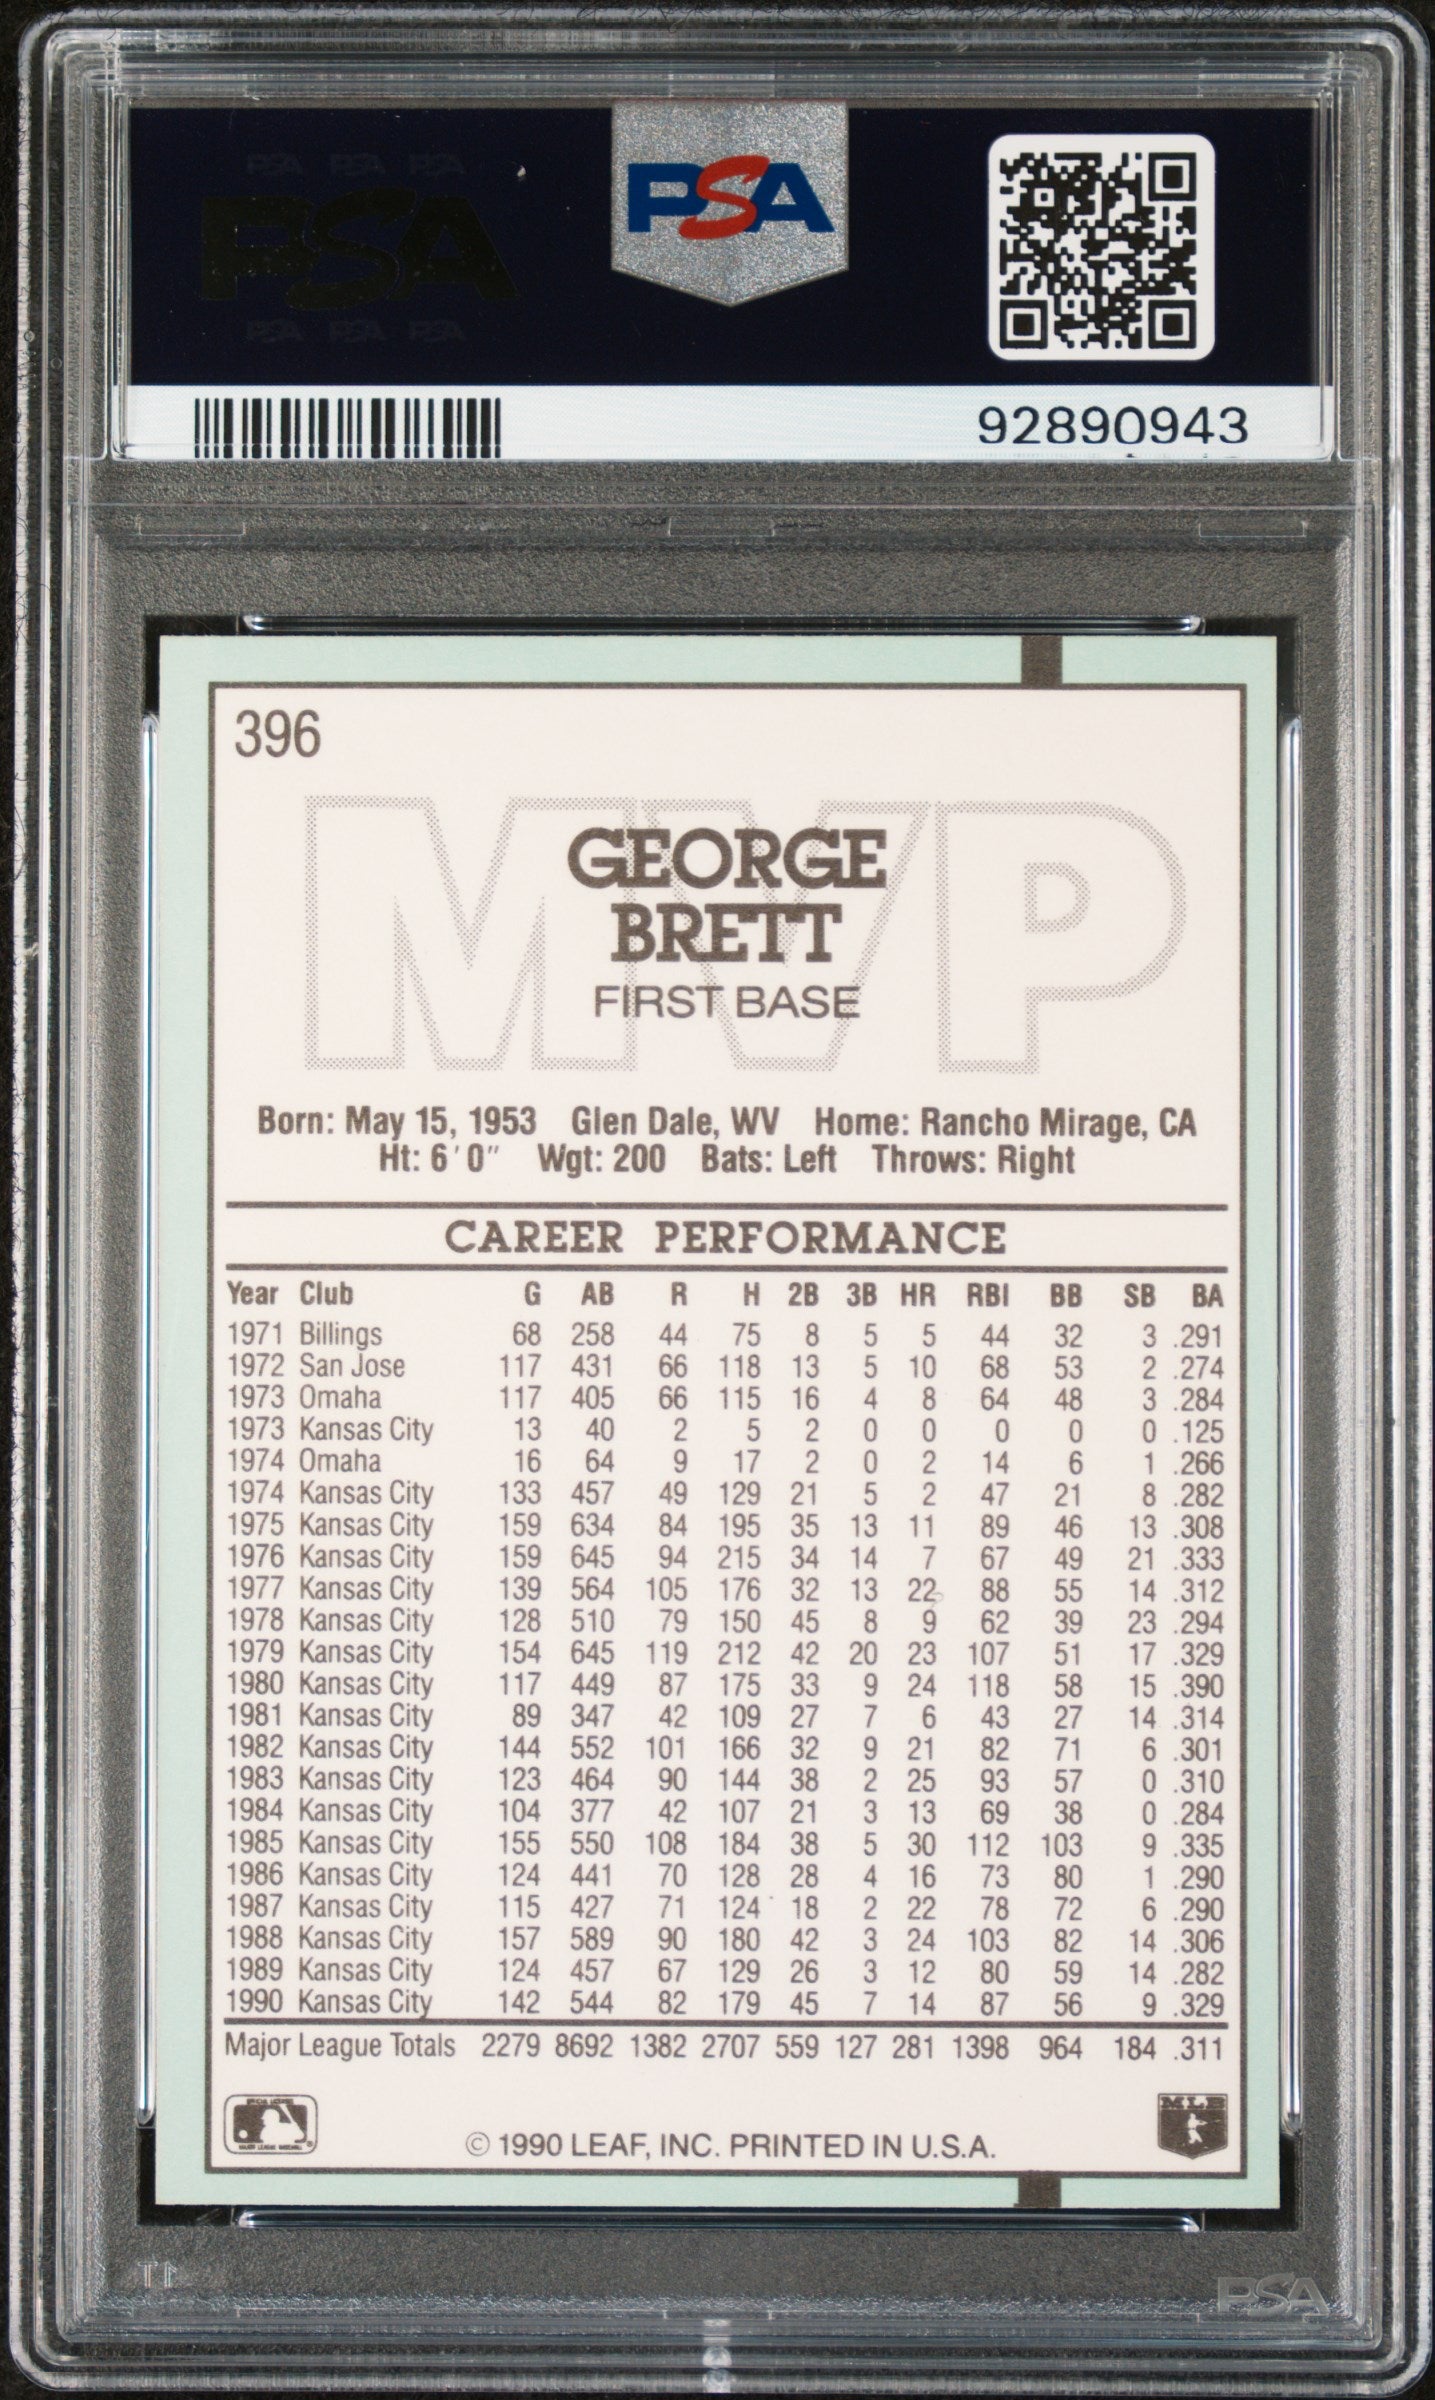 PSA PSA PSA
PSA
PSA PSA PSA
PSA
92890943
396
MVP
GEORGE
BRETT
FIRST BASE
Born: May 15, 1953 Glen Dale, WV Home: Rancho Mirage, CA
Ht: 6'0" Wgt: 200 Bats: Left Throws: Right
CAREER PERFORMANCE
Year Club G AB R H 2B 3B HR RBI BB SB BA
1971 Billings 68 258 44 75 8 5 5 44 32 3 .291
1972 San Jose 117 431 66 118 13 5 10 68 53 2 .274
1973 Omaha 117 405 66 115 16 4 8 64 48 3 .284
1973 Kansas City 13 40 2 5 2 0 0 0 0 0 .125
1974 Omaha 16 64 9 17 2 0 2 14 6 1 .266
1974 Kansas City 133 457 49 129 21 5 2 47 21 8 .282
1975 Kansas City 159 634 84 195 35 13 11 89 46 13 .308
1976 Kansas City 159 645 94 215 34 14 7 67 49 21 .333
1977 Kansas City 139 564 105 176 32 13 22 88 55 14 .312
1978 Kansas City 128 510 79 150 45 8 9 62 39 23 .294
1979 Kansas City 154 645 119 212 42 20 23 107 51 17 .329
1980 Kansas City 117 449 87 175 33 9 24 118 58 15 .390
1981 Kansas City 89 347 42 109 27 7 6 43 27 14 .314
1982 Kansas City 144 552 101 166 32 9 21 82 71 6 .301
1983 Kansas City 123 464 90 144 38 2 25 93 57 0 .310
1984 Kansas City 104 377 42 107 21 3 13 69 38 0 .284
1985 Kansas City 155 550 108 184 38 5 30 112 103 9 .335
1986 Kansas City 124 441 70 128 28 4 16 73 80 1 .290
1987 Kansas City 115 427 71 124 18 2 22 78 72 6 .290
1988 Kansas City 157 589 90 180 42 3 24 103 82 14 .306
1989 Kansas City 124 457 67 129 26 3 12 80 59 14 .282
1990 Kansas City 142 544 82 179 45 7 14 87 56 9 .329
Major League Totals 2279 8692 1382 2707 559 127 281 1398 964 184 .311
MLB
© 1990 LEAF, INC. PRINTED IN U.S.A.
PSA